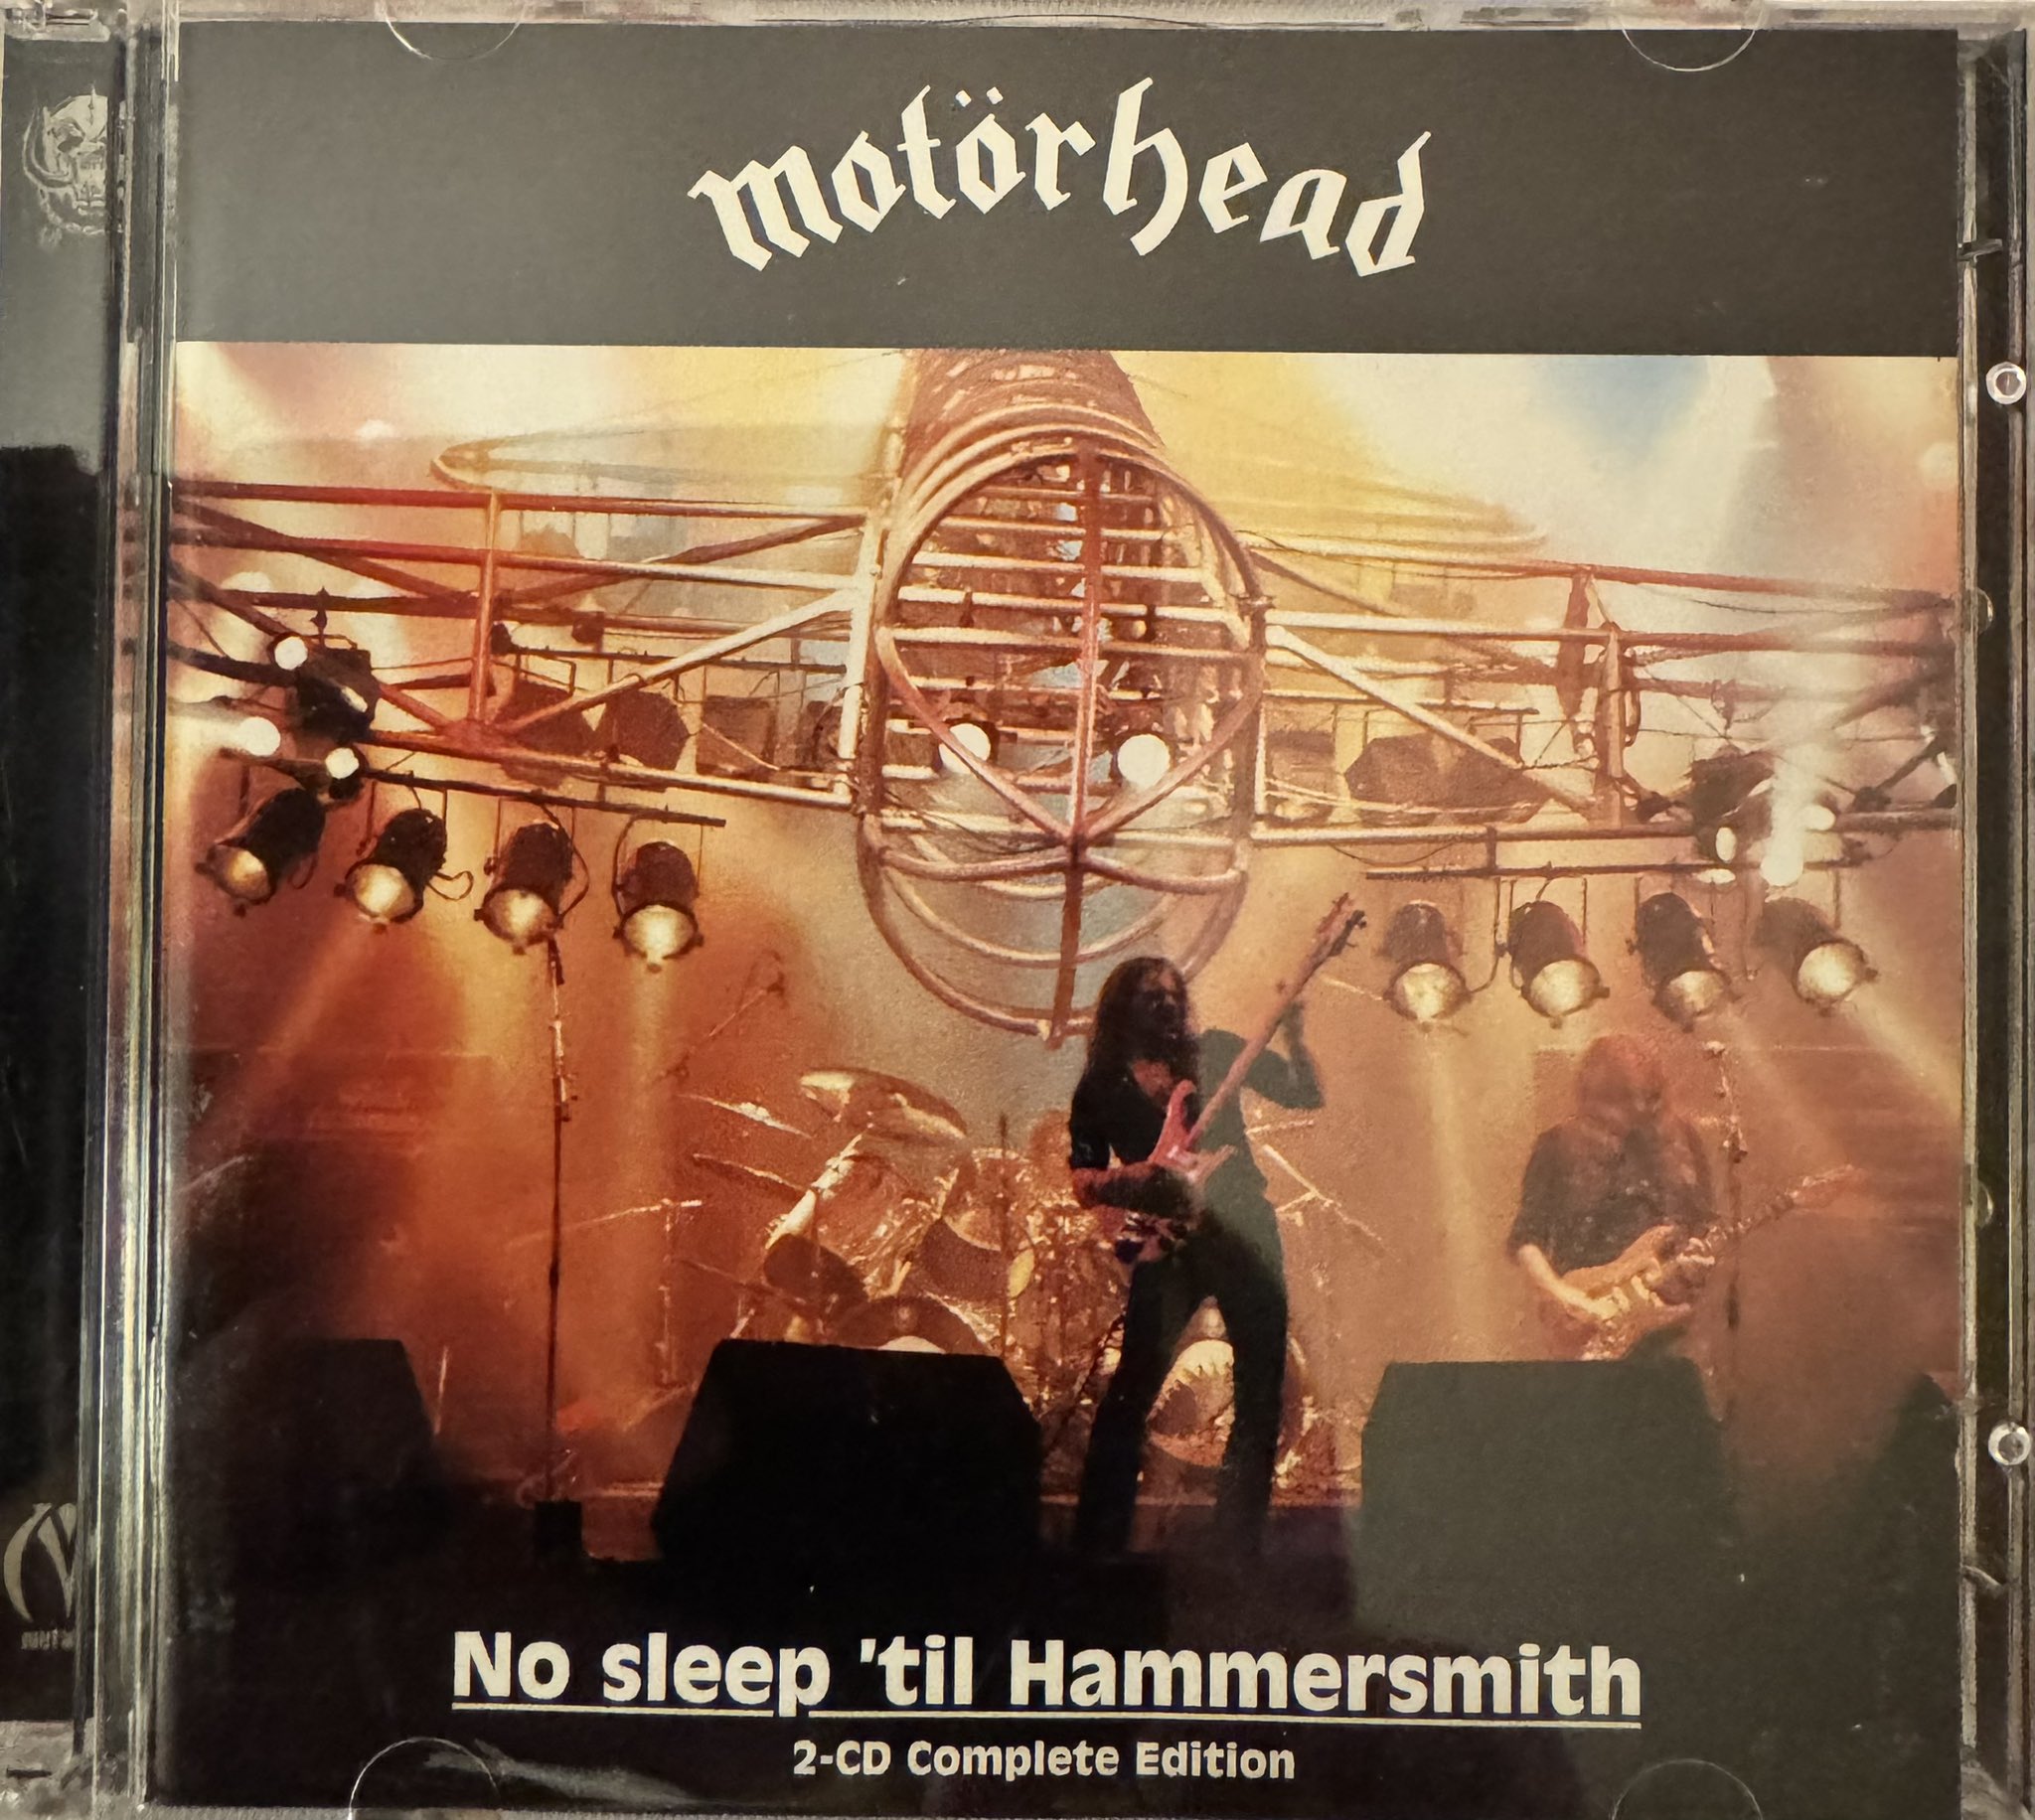 motörhead
No sleep 'til Hammersmith
2-CD Complete Edition